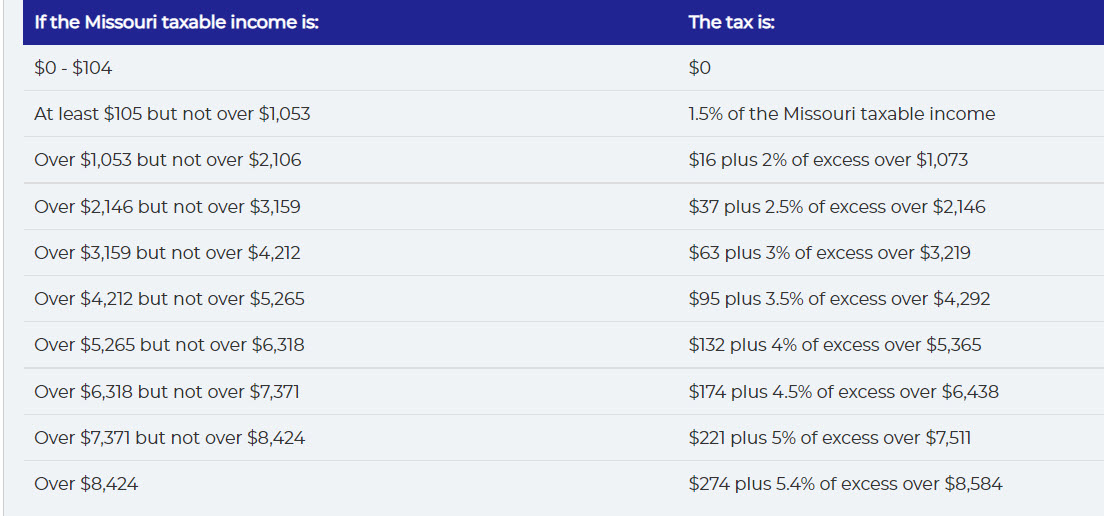 If the Missouri taxable income is: The tax is:
$0 - $104 $0
At least $105 but not over $1,053 1.5% of the Missouri taxable income
Over $1,053 but not over $2,106 $16 plus 2% of excess over $1,073
Over $2,146 but not over $3,159 $37 plus 2.5% of excess over $2,146
Over $3,159 but not over $4,212 $63 plus 3% of excess over $3,219
Over $4,212 but not over $5,265 $95 plus 3.5% of excess over $4,292
Over $5,265 but not over $6,318 $132 plus 4% of excess over $5,365
Over $6,318 but not over $7,371 $174 plus 4.5% of excess over $6,438
Over $7,371 but not over $8,424 $221 plus 5% of excess over $7,511
Over $8,424 $274 plus 5.4% of excess over $8,584